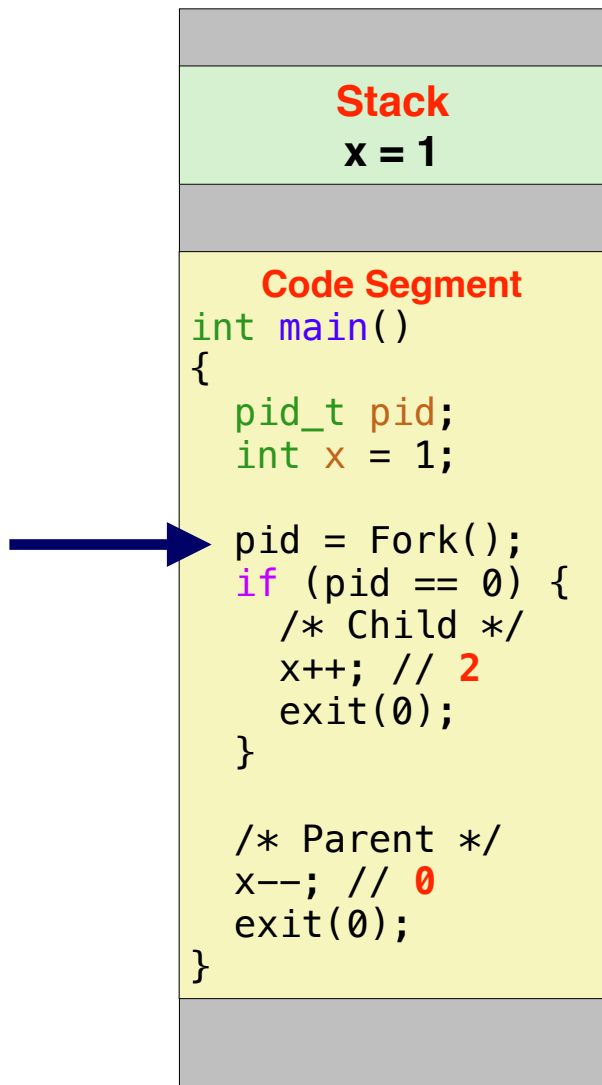 Stack
x = 1
Code Segment
int main()
{
  pid_t pid;
  int x = 1;

  pid = Fork();
  if (pid == 0) {
    /* Child */
    x++; // 2
    exit(0);
  }

  /* Parent */
  x--; // 0
  exit(0);
}